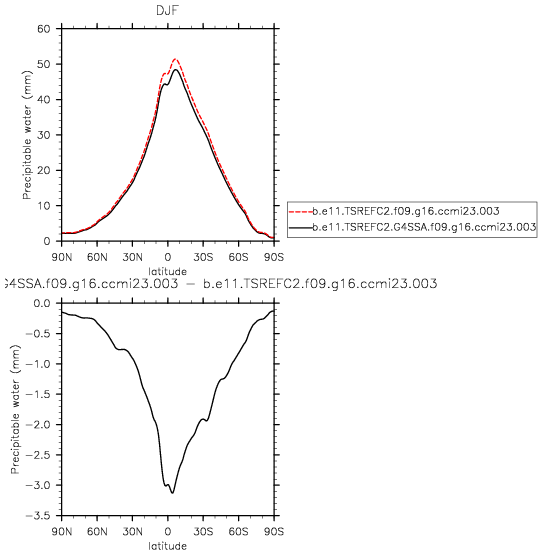 DJF
Precipitable water (mm)
60
50
40
30
20
10
0
90N 60N 30N 0 30S 60S 90S
latitude
b.e11.TSREFC2.f09.g16.ccmi23.003
b.e11.TSREFC2.G4SSA.f09.g16.ccmi23.003
G4SSA.f09.g16.ccmi23.003 − b.e11.TSREFC2.f09.g16.ccmi23.003
Precipitable water (mm)
0.0
−0.5
−1.0
−1.5
−2.0
−2.5
−3.0
−3.5
90N 60N 30N 0 30S 60S 90S
latitude